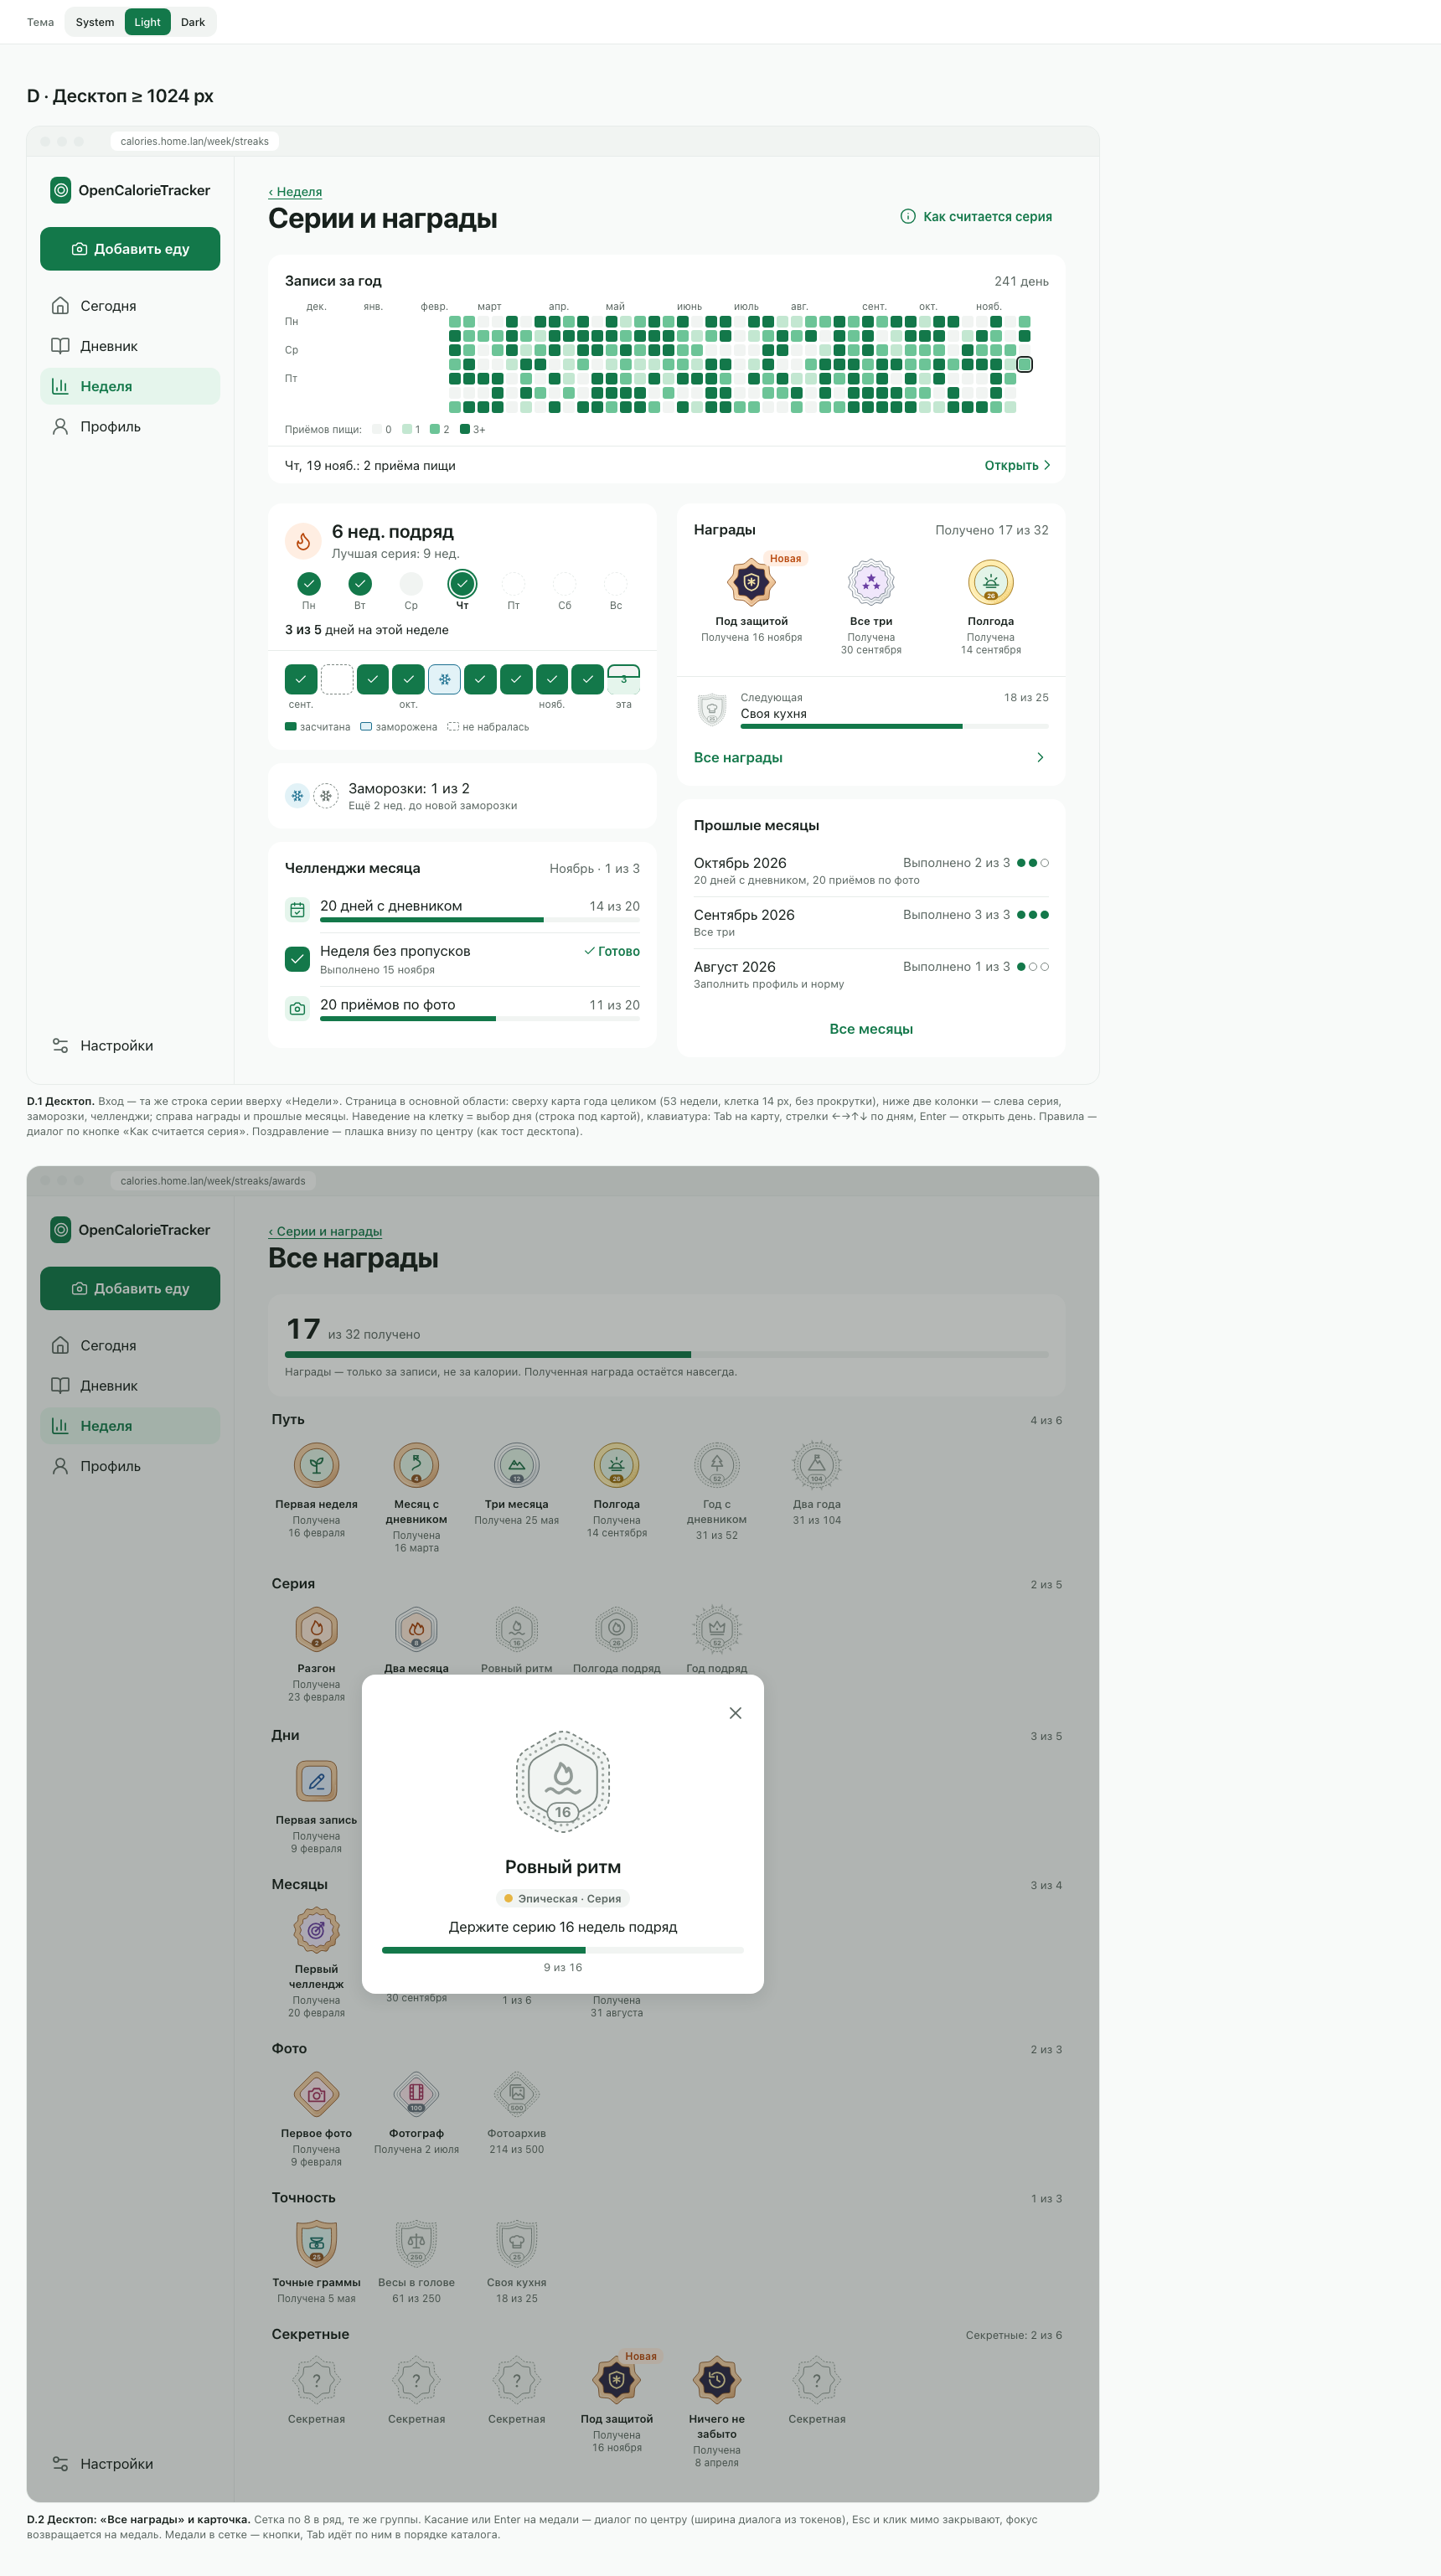 Тема System Light Dark
D · Десктоп ≥ 1024 px
calories.home.lan/week/streaks
OpenCalorieTracker
Добавить еду
Сегодня
Дневник
Неделя
Профиль
Настройки
‹ Неделя
Серии и награды
Как считается серия
Записи за год
241 день
дек. янв. февр. март апр. май июнь июль авг. сент. окт. нояб.
Пн
Ср
Пт
Приёмов пищи: 0 1 2 3+
Чт, 19 нояб.: 2 приёма пищи
Открыть
6 нед. подряд
Лучшая серия: 9 нед.
Пн Вт Ср Чт Пт Сб Вс
3 из 5 дней на этой неделе
3
сент. окт. нояб. эта
засчитана заморожена не набралась
Заморозки: 1 из 2
Ещё 2 нед. до новой заморозки
Челленджи месяца
Ноябрь · 1 из 3
20 дней с дневником
14 из 20
Неделя без пропусков
Готово
Выполнено 15 ноября
20 приёмов по фото
11 из 20
Награды
Получено 17 из 32
Новая
26
Под защитой
Получена 16 ноября
Все три
Получена
30 сентября
Полгода
Получена
14 сентября
Следующая
18 из 25
25
Своя кухня
Все награды
Прошлые месяцы
Октябрь 2026
Выполнено 2 из 3
20 дней с дневником, 20 приёмов по фото
Сентябрь 2026
Выполнено 3 из 3
Все три
Август 2026
Выполнено 1 из 3
Заполнить профиль и норму
Все месяцы
D.1 Десктоп. Вход — та же строка серии вверху «Недели». Страница в основной области: сверху карта года целиком (53 недели, клетка 14 px, без прокрутки), ниже две колонки — слева серия,
заморозки, челленджи; справа награды и прошлые месяцы. Наведение на клетку = выбор дня (строка под картой), клавиатура: Tab на карту, стрелки ←→↑↓ по дням, Enter — открыть день. Правила —
диалог по кнопке «Как считается серия». Поздравление — плашка внизу по центру (как тост десктопа).
calories.home.lan/week/streaks/awards
OpenCalorieTracker
Добавить еду
Сегодня
Дневник
Неделя
Профиль
Настройки
‹ Серии и награды
Все награды
17 из 32 получено
Награды — только за записи, не за калории. Полученная награда остаётся навсегда.
Путь
4 из 6
4 12 26 52 104
Первая неделя
Получена
16 февраля
Месяц с
дневником
Получена
16 марта
Три месяца
Получена 25 мая
Полгода
Получена
14 сентября
Год с
дневником
31 из 52
Два года
31 из 104
Серия
2 из 5
2 8 16 26 52
Разгон
Получена
23 февраля
Два месяца
Ровный ритм
Полгода подряд
Год подряд
Дни
3 из 5
Первая запись
Получена
9 февраля
Месяцы
3 из 4
Первый
челлендж
Получена
20 февраля
30 сентября
1 из 6
Получена
31 августа
16
Ровный ритм
Эпическая · Серия
Держите серию 16 недель подряд
9 из 16
Фото
2 из 3
100 500
Первое фото
Получена
9 февраля
Фотограф
Получена 2 июля
Фотоархив
214 из 500
Точность
1 из 3
25 250 25
Точные граммы
Получена 5 мая
Весы в голове
61 из 250
Своя кухня
18 из 25
Секретные
Секретные: 2 из 6
? ? ? ?
Новая
Секретная
Секретная
Секретная
Под защитой
Получена
16 ноября
Ничего не
забыто
Получена
8 апреля
Секретная
D.2 Десктоп: «Все награды» и карточка. Сетка по 8 в ряд, те же группы. Касание или Enter на медали — диалог по центру (ширина диалога из токенов), Esc и клик мимо закрывают, фокус
возвращается на медаль. Медали в сетке — кнопки, Tab идёт по ним в порядке каталога.